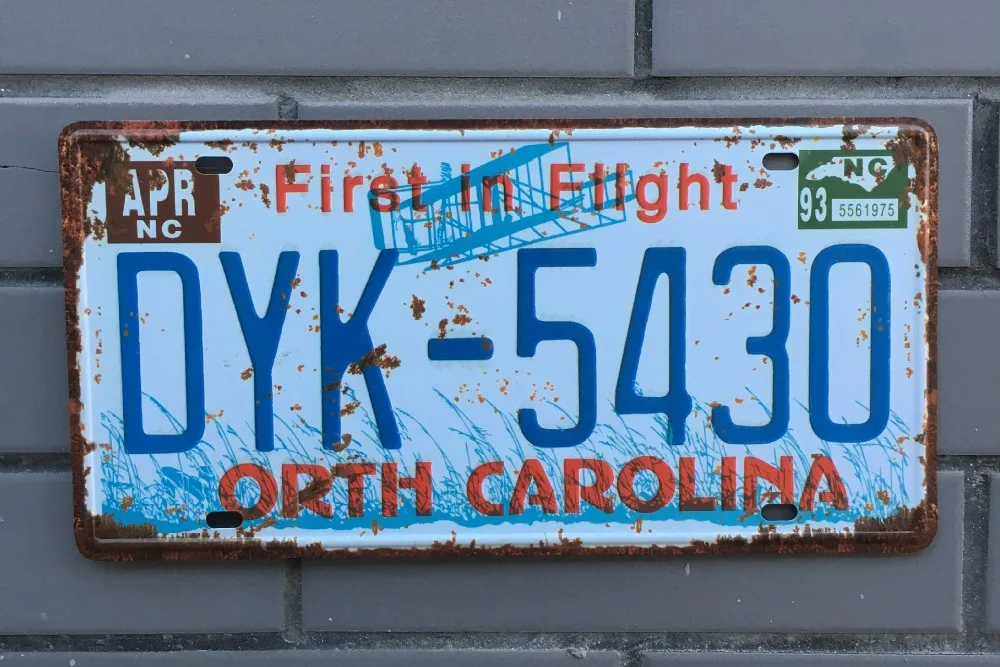 APR
NC
First in Flight
NC
93 5561975
DYK-5430
ORTH CAROLINA